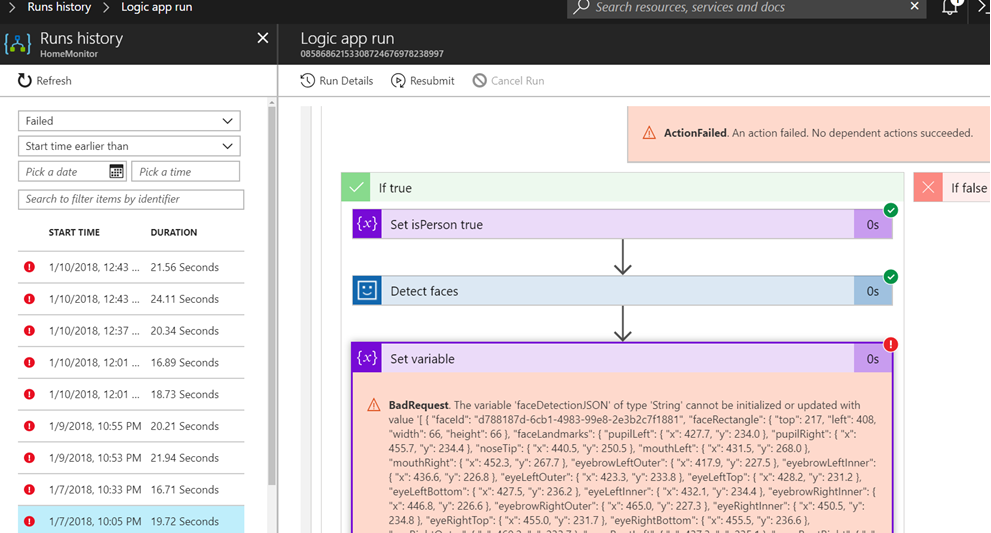 Runs history
Logic app run
Search resources, services and docs
Runs history
HomeMonitor
Refresh
Failed
Start time earlier than
Pick a date
Pick a time
Search to filter items by identifier
START TIME DURATION
1/10/2018, 12:43 ... 21.56 Seconds
1/10/2018, 12:43 ... 24.11 Seconds
1/10/2018, 12:37 ... 20.34 Seconds
1/10/2018, 12:01 ... 16.89 Seconds
1/10/2018, 12:01 ... 18.73 Seconds
1/9/2018, 10:55 PM 20.21 Seconds
1/9/2018, 10:53 PM 21.94 Seconds
1/7/2018, 10:33 PM 16.71 Seconds
1/7/2018, 10:05 PM 19.72 Seconds
Logic app run
08586862153308724676978238997
Run Details Resubmit Cancel Run
ActionFailed. An action failed. No dependent actions succeeded.
If true
If false
{x} Set isPerson true 0s
Detect faces 0s
{x} Set variable 0s
BadRequest. The variable 'faceDetectionJSON' of type 'String' cannot be initialized or updated with
value '[ { "faceId": "d788187d-6cb1-4983-99e8-2e3b2c7f1881", "faceRectangle": { "top": 217, "left": 408,
"width": 66, "height": 66 }, "faceLandmarks": { "pupilLeft": { "x": 427.7, "y": 234.0 }, "pupilRight": { "x":
455.7, "y": 234.4 }, "noseTip": { "x": 440.5, "y": 250.5 }, "mouthLeft": { "x": 431.5, "y": 268.0 },
"mouthRight": { "x": 452.3, "y": 267.7 }, "eyebrowLeftOuter": { "x": 417.9, "y": 227.5 }, "eyebrowLeftInner":
{ "x": 436.6, "y": 226.8 }, "eyeLeftOuter": { "x": 423.3, "y": 233.8 }, "eyeLeftTop": { "x": 428.2, "y": 231.2 },
"eyeLeftBottom": { "x": 427.5, "y": 236.2 }, "eyeLeftInner": { "x": 432.1, "y": 234.4 }, "eyebrowRightInner": {
"x": 446.8, "y": 226.6 }, "eyebrowRightOuter": { "x": 465.0, "y": 227.3 }, "eyeRightInner": { "x": 450.5, "y":
234.8 }, "eyeRightTop": { "x": 455.0, "y": 231.7 }, "eyeRightBottom": { "x": 455.5, "y": 236.6 },